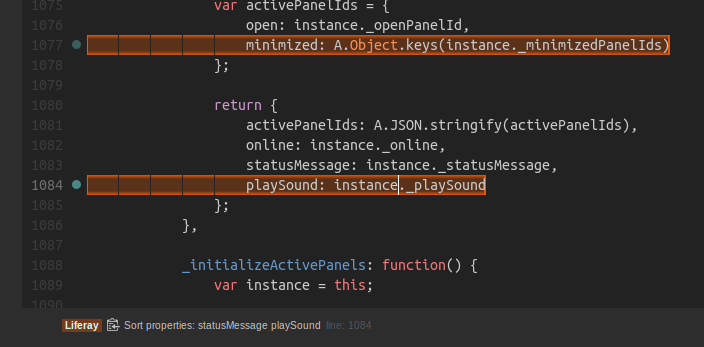 1075 var activePanelIds = {
1076 open: instance._openPanelId,
1077 minimized: A.Object.keys(instance._minimizedPanelIds)
1078 };
1079
1080 return {
1081 activePanelIds: A.JSON.stringify(activePanelIds),
1082 online: instance._online,
1083 statusMessage: instance._statusMessage,
1084 playSound: instance._playSound
1085 };
1086 },
1087
1088 _initializeActivePanels: function() {
1089 var instance = this;
1090
Liferay Sort properties: statusMessage playSound line: 1084